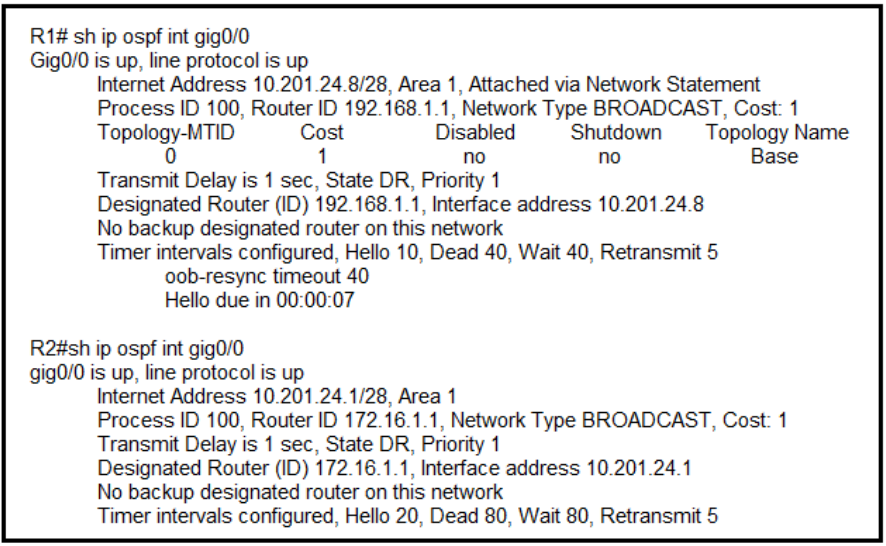 R1# sh ip ospf int gig0/0
Gig0/0 is up, line protocol is up
Internet Address 10.201.24.8/28, Area 1, Attached via Network Statement
Process ID 100, Router ID 192.168.1.1, Network Type BROADCAST, Cost: 1
Topology-MTID Cost Disabled Shutdown Topology Name
0 1 no no Base
Transmit Delay is 1 sec, State DR, Priority 1
Designated Router (ID) 192.168.1.1, Interface address 10.201.24.8
No backup designated router on this network
Timer intervals configured, Hello 10, Dead 40, Wait 40, Retransmit 5
oob-resync timeout 40
Hello due in 00:00:07
R2#sh ip ospf int gig0/0
gig0/0 is up, line protocol is up
Internet Address 10.201.24.1/28, Area 1
Process ID 100, Router ID 172.16.1.1, Network Type BROADCAST, Cost: 1
Transmit Delay is 1 sec, State DR, Priority 1
Designated Router (ID) 172.16.1.1, Interface address 10.201.24.1
No backup designated router on this network
Timer intervals configured, Hello 20, Dead 80, Wait 80, Retransmit 5